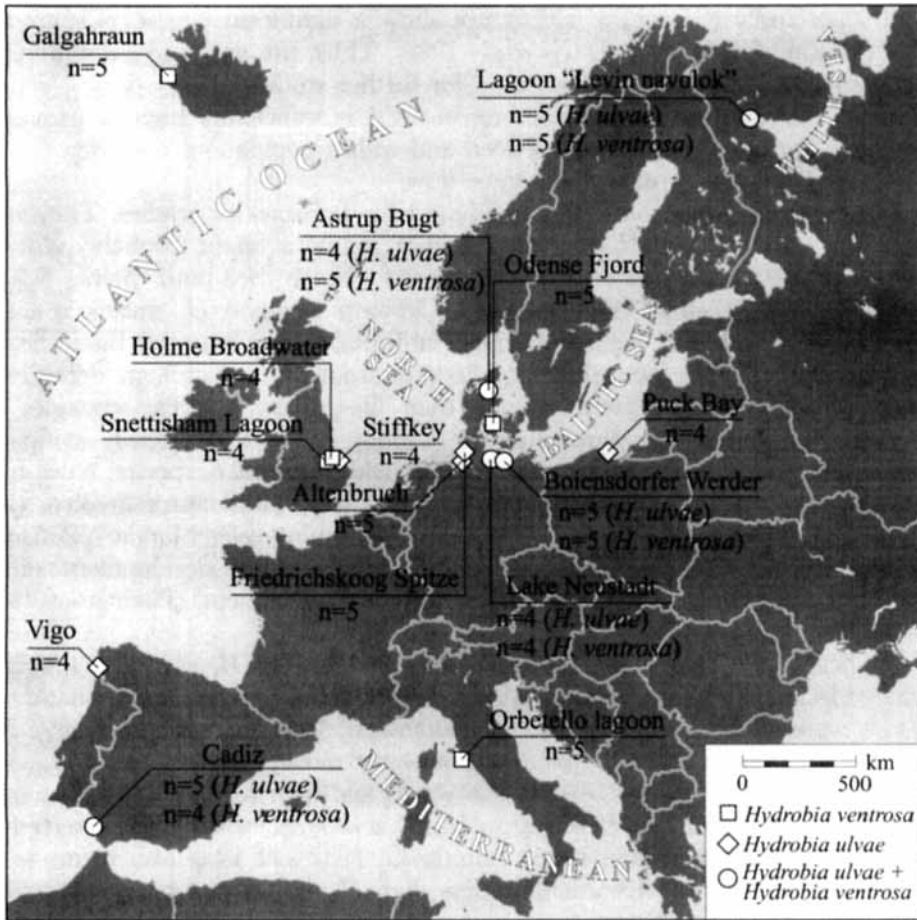 Galgahraun
n=5
Lagoon "Levin navolok"
n=5 (H. ulvae)
n=5 (H. ventrosa)
WHITE SEA
ATLANTIC OCEAN
Astrup Bugt
n=4 (H. ulvae)
n=5 (H. ventrosa)
Odense Fjord
n=5
NORTH
SEA
BALTIC SEA
Holme Broadwater
n=4
Puck Bay
n=4
Snettisham Lagoon
n=4
Stiffkey
n=4
Altenbruch
n=5
Boiensdorfer Werder
n=5 (H. ulvae)
n=5 (H. ventrosa)
Friedrichskoog Spitze
n=5
Lake Neustadt
n=4 (H. ulvae)
n=4 (H. ventrosa)
Vigo
n=4
Orbetello lagoon
n=5
Cadiz
n=5 (H. ulvae)
n=4 (H. ventrosa)
MEDITERRANEAN
km
0 500
Hydrobia ventrosa
Hydrobia ulvae
Hydrobia ulvae +
Hydrobia ventrosa